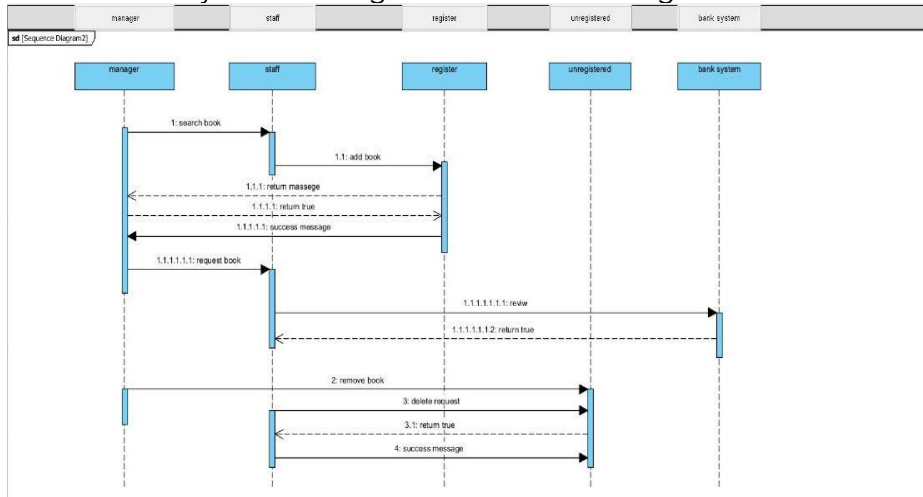 manager staff register unregistered bank system
sd [Sequence Diagram2]
manager staff register unregistered bank system
1: search book
1.1: add book
1.1.1: return massege
1.1.1.1: return true
1.1.1.1.1: success message
1.1.1.1.1.1: request book
1.1.1.1.1.1.1: reviw
1.1.1.1.1.1.2: return true
2: remove book
3: delete request
3.1: return true
4: success message